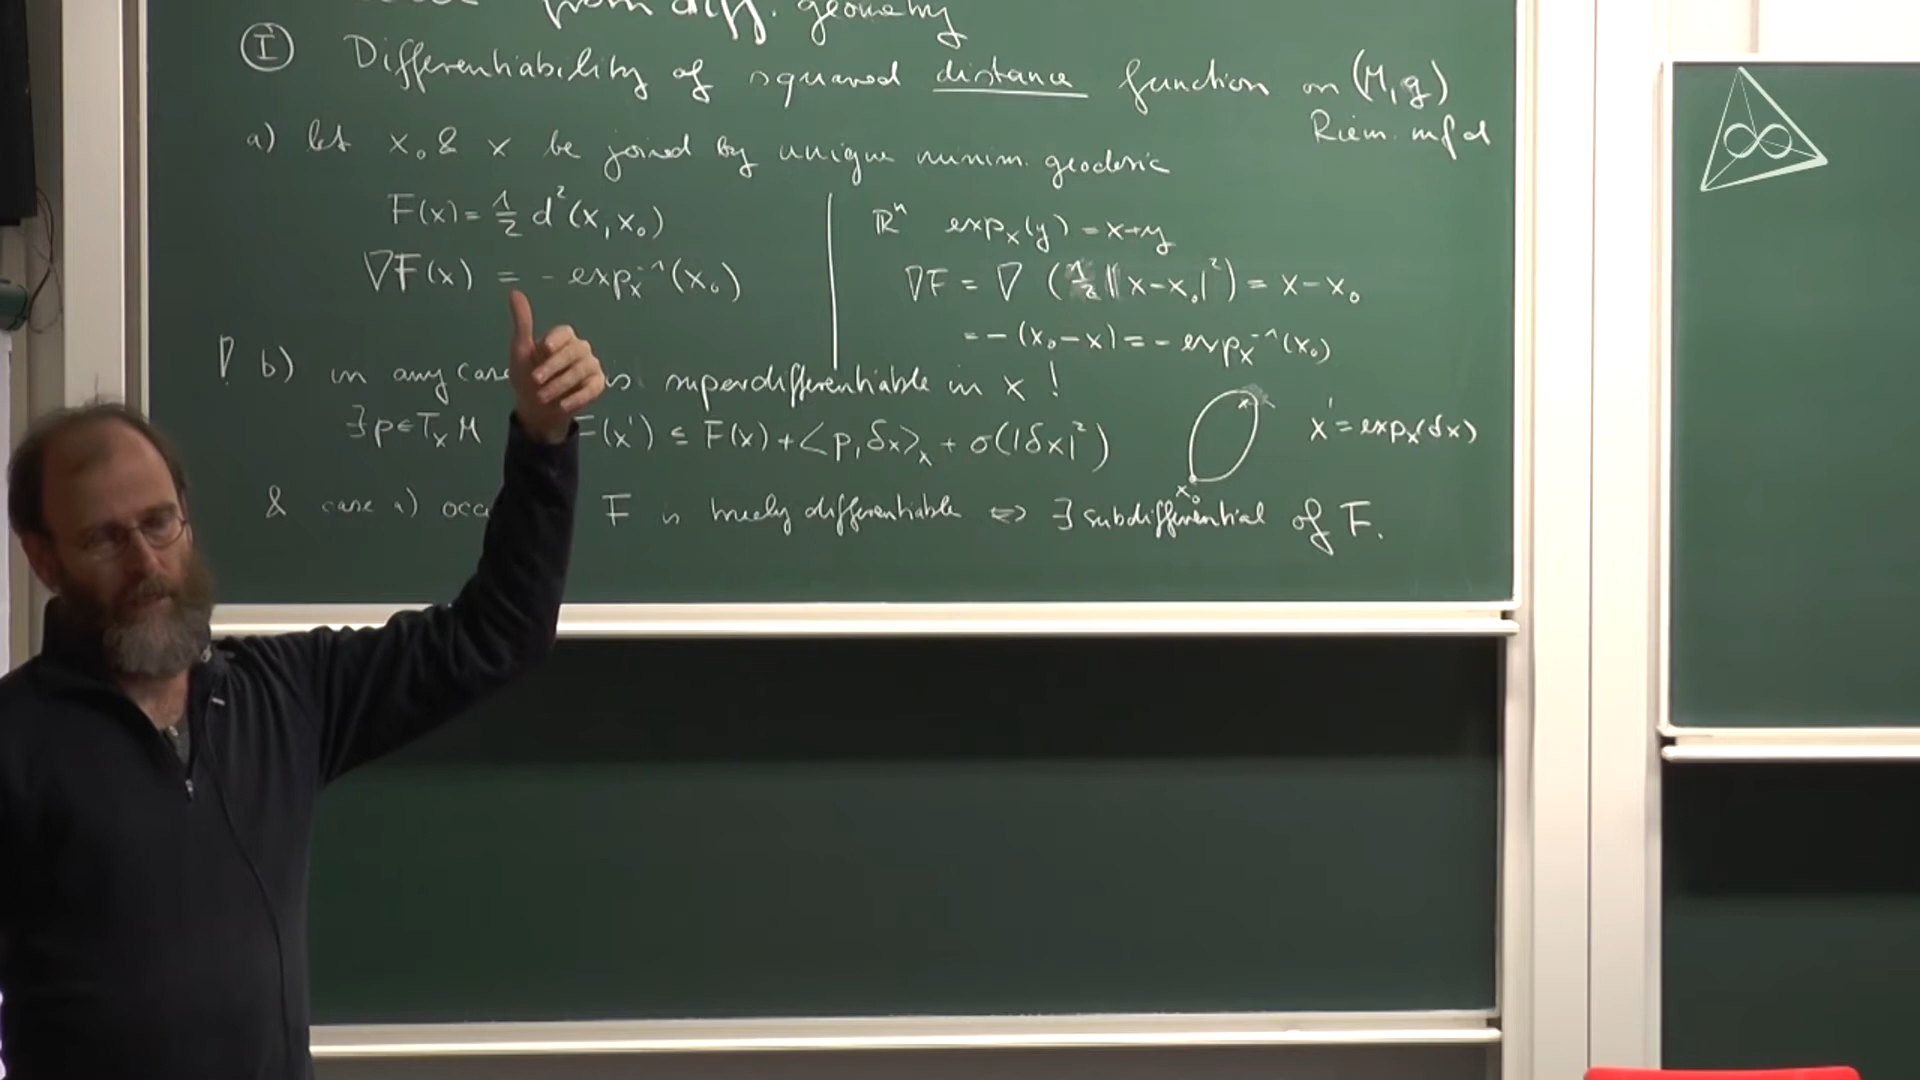 from diff. geometry
I Differentiability of squared distance function on (M,g)
Riem. mfd
a) let x₀ & x be joined by unique minim. geodesic
F(x) = ½ d²(x, x₀)
∇F(x) = - expₓ⁻¹(x₀)
ℝⁿ expₓ(y) = x+y
∇F = ∇ (½ |x-x₀|²) = x - x₀
= -(x₀-x) = - expₓ⁻¹(x₀)
! b) in any case is superdifferentiable in x !
∃p∈TₓM F(x') ≤ F(x) + <p, δx>ₓ + o(|δx|²)
x₀
x' = expₓ(δx)
& case a) F is truely differentiable ⇔ ∃ subdifferential of F.